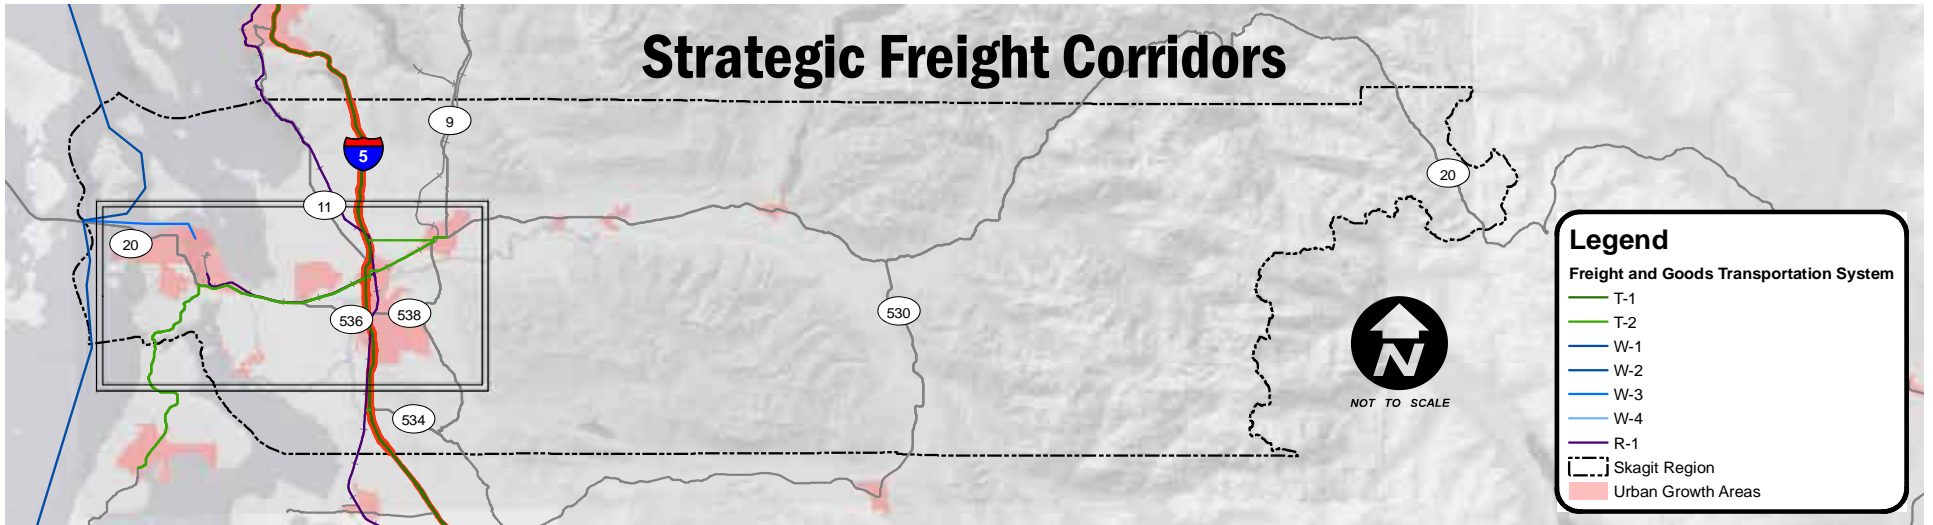 Strategic Freight Corridors
9
5
11
20
20
536
538
530
534
NOT TO SCALE
N
Legend
Freight and Goods Transportation System
T-1
T-2
W-1
W-2
W-3
W-4
R-1
Skagit Region
Urban Growth Areas